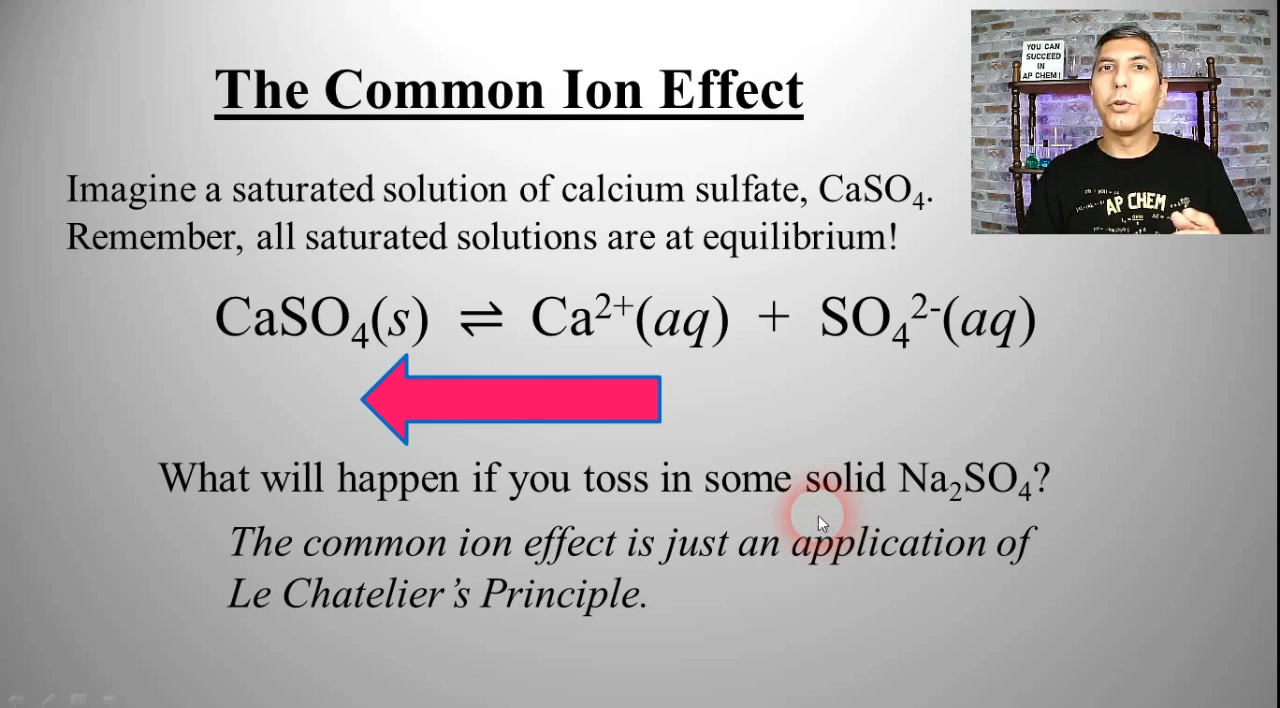 The Common Ion Effect
YOU CAN
SUCCEED
IN
AP CHEM!
Imagine a saturated solution of calcium sulfate, CaSO₄.
Remember, all saturated solutions are at equilibrium!
AP CHEM
CaSO₄(s) ⇌ Ca²⁺(aq) + SO₄²⁻(aq)
What will happen if you toss in some solid Na₂SO₄?
The common ion effect is just an application of
Le Chatelier’s Principle.